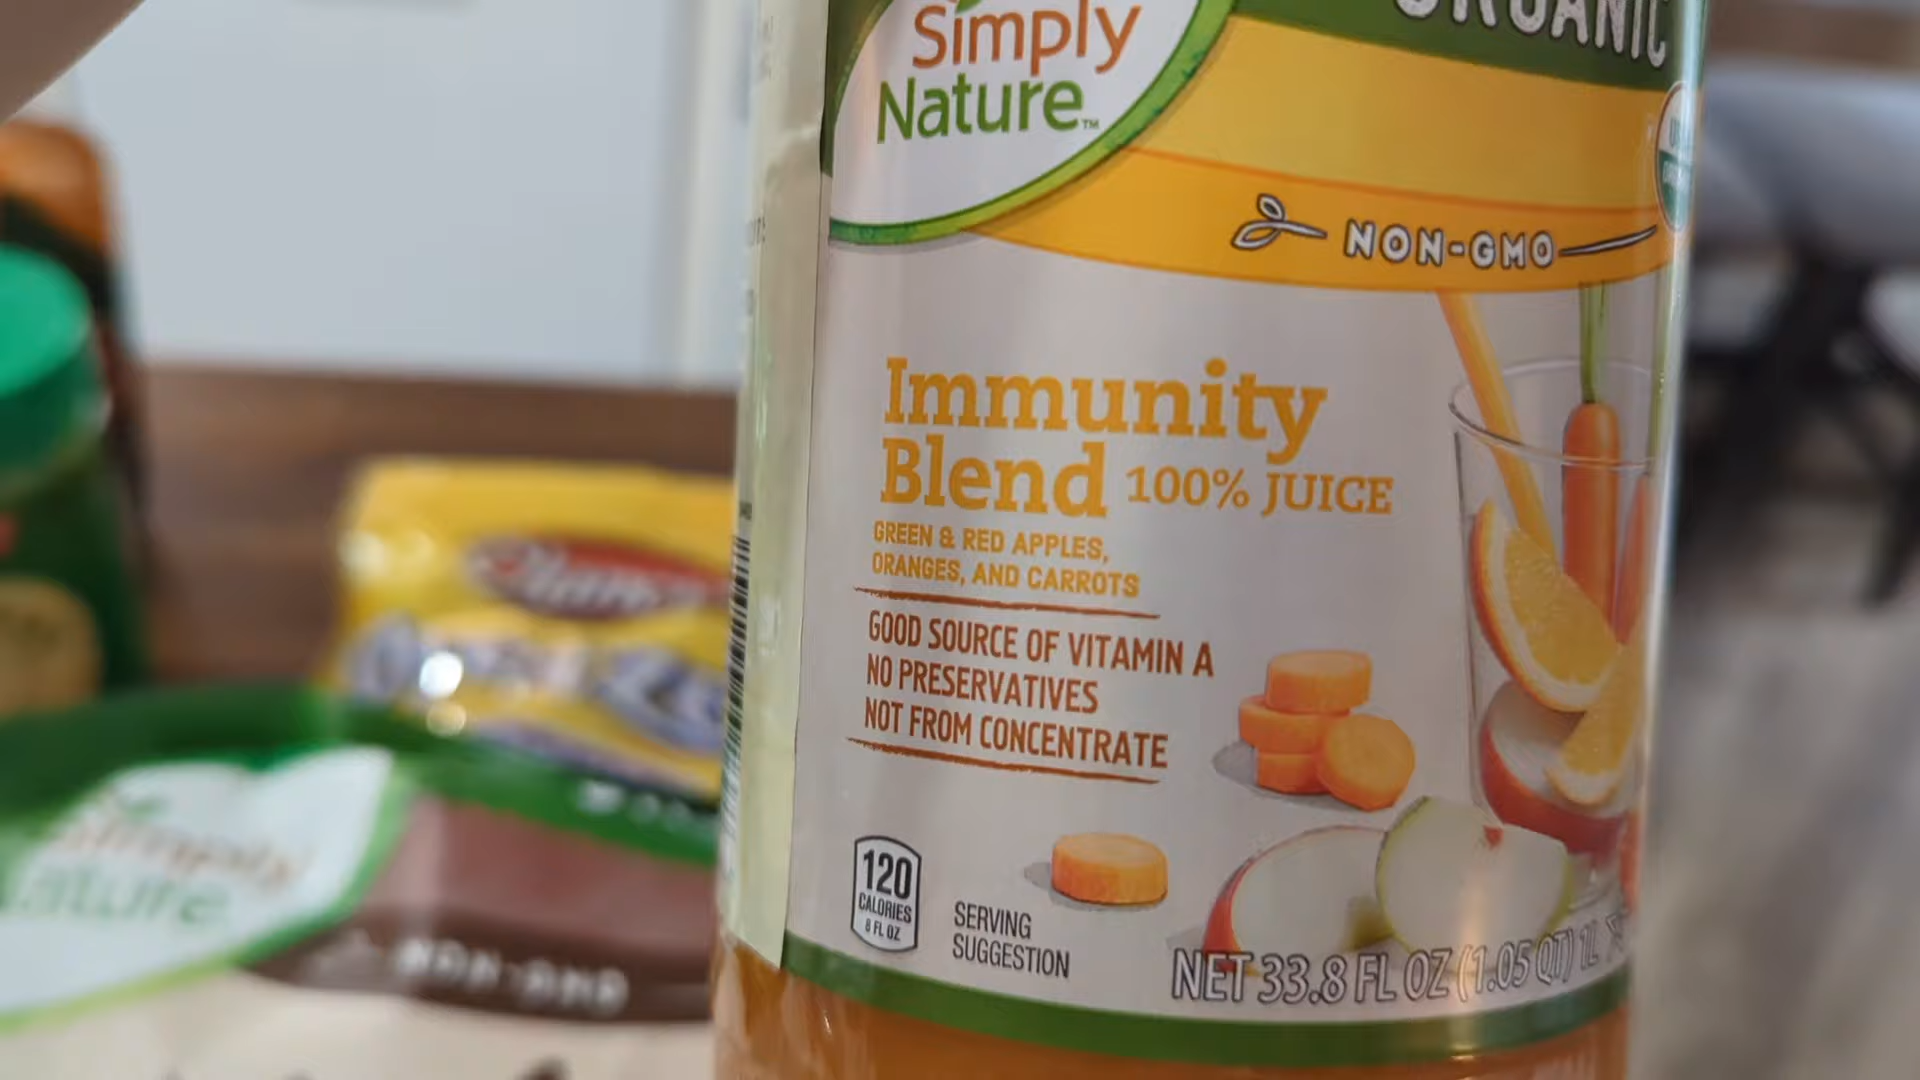 Simply
Nature™
ORGANIC
NON-GMO
Immunity
Blend 100% JUICE
GREEN & RED APPLES,
ORANGES, AND CARROTS
GOOD SOURCE OF VITAMIN A
NO PRESERVATIVES
NOT FROM CONCENTRATE
120
CALORIES
8 FL OZ
SERVING
SUGGESTION
NET 33.8 FL OZ (1.05 QT) 1L
Simply
Nature
NON-GMO